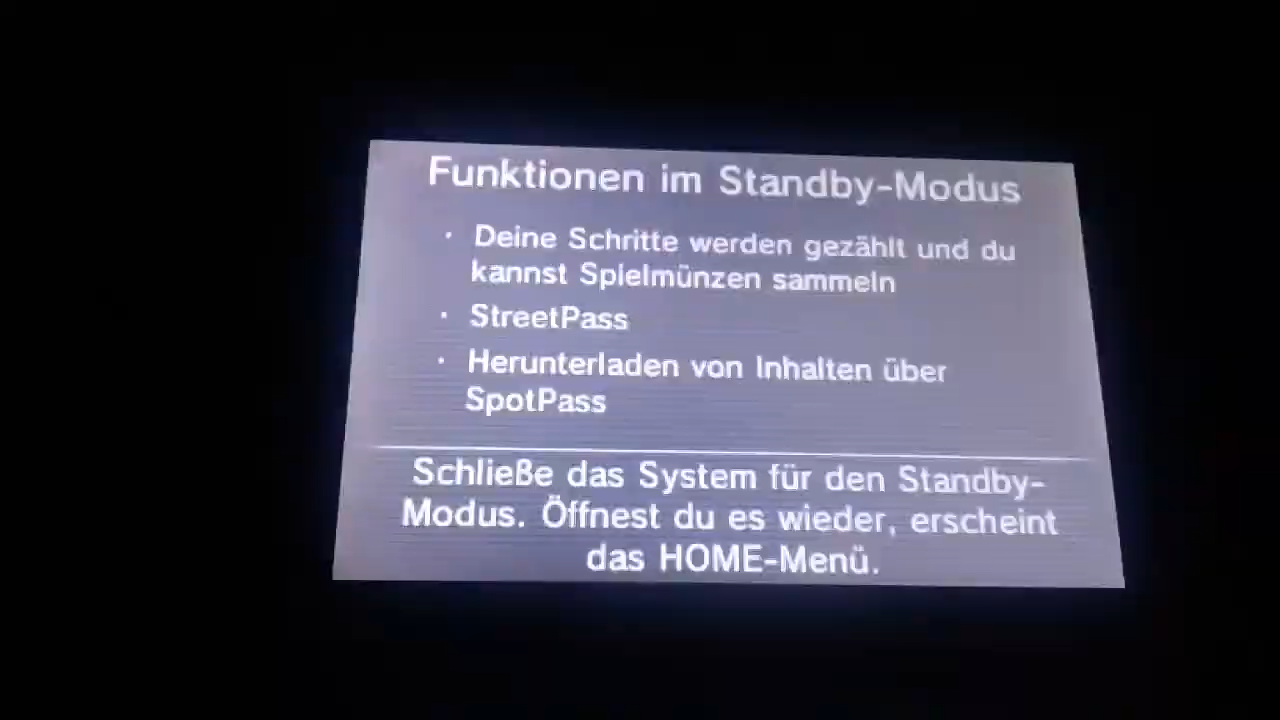 Funktionen im Standby-Modus
· Deine Schritte werden gezählt und du
kannst Spielmünzen sammeln
· StreetPass
· Herunterladen von Inhalten über
SpotPass
Schließe das System für den Standby-
Modus. Öffnest du es wieder, erscheint
das HOME-Menü.